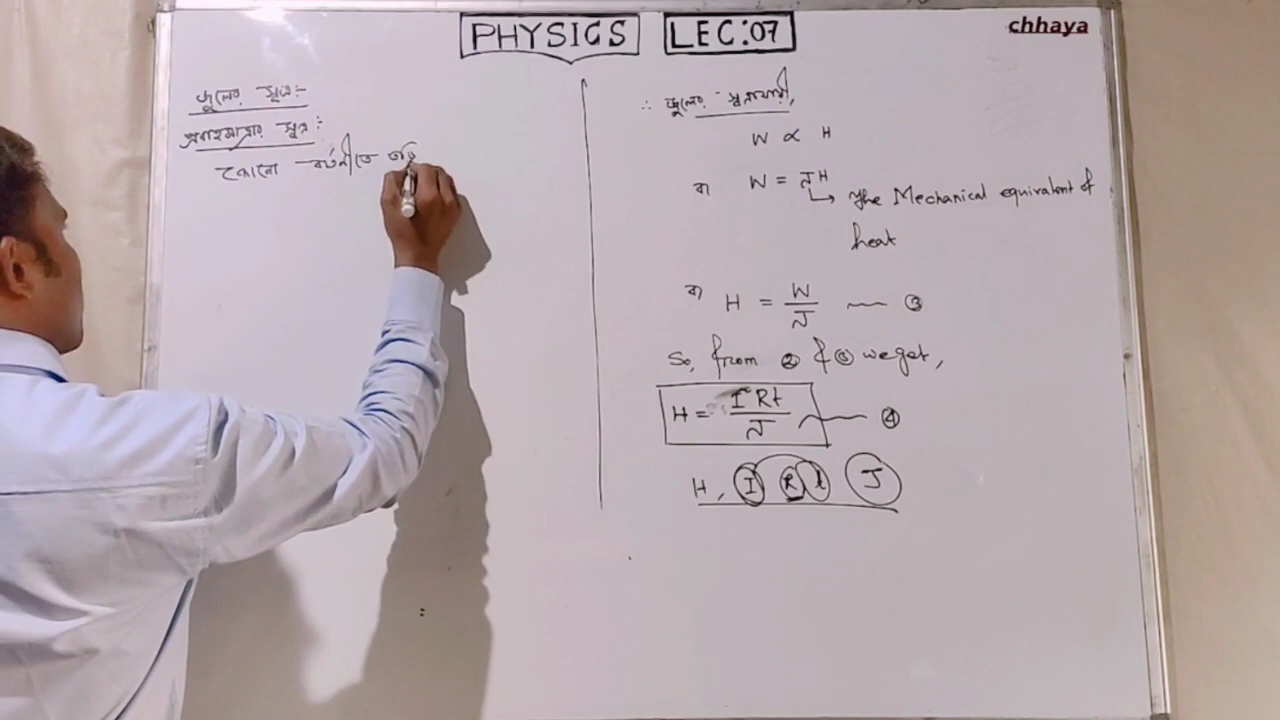 PHYSICS LEC:07
chhaya
জুলের সূত্র:-
প্রবাহমাত্রার সূত্র:
কোনো বর্তনীতে তড়ি
∴ জুলের সূত্রানুযায়ী,
W ∝ H
বা W = JH
↳ The Mechanical equivalent of
heat
বা H = W/J —— ③
So, from ② & ③ we get,
H = I²Rt/J —— ④
H, I R t J